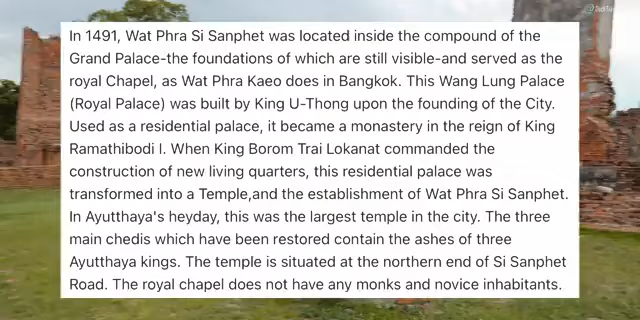 In 1491, Wat Phra Si Sanphet was located inside the compound of the
Grand Palace-the foundations of which are still visible-and served as the
royal Chapel, as Wat Phra Kaeo does in Bangkok. This Wang Lung Palace
(Royal Palace) was built by King U-Thong upon the founding of the City.
Used as a residential palace, it became a monastery in the reign of King
Ramathibodi I. When King Borom Trai Lokanat commanded the
construction of new living quarters, this residential palace was
transformed into a Temple,and the establishment of Wat Phra Si Sanphet.
In Ayutthaya's heyday, this was the largest temple in the city. The three
main chedis which have been restored contain the ashes of three
Ayutthaya kings. The temple is situated at the northern end of Si Sanphet
Road. The royal chapel does not have any monks and novice inhabitants.